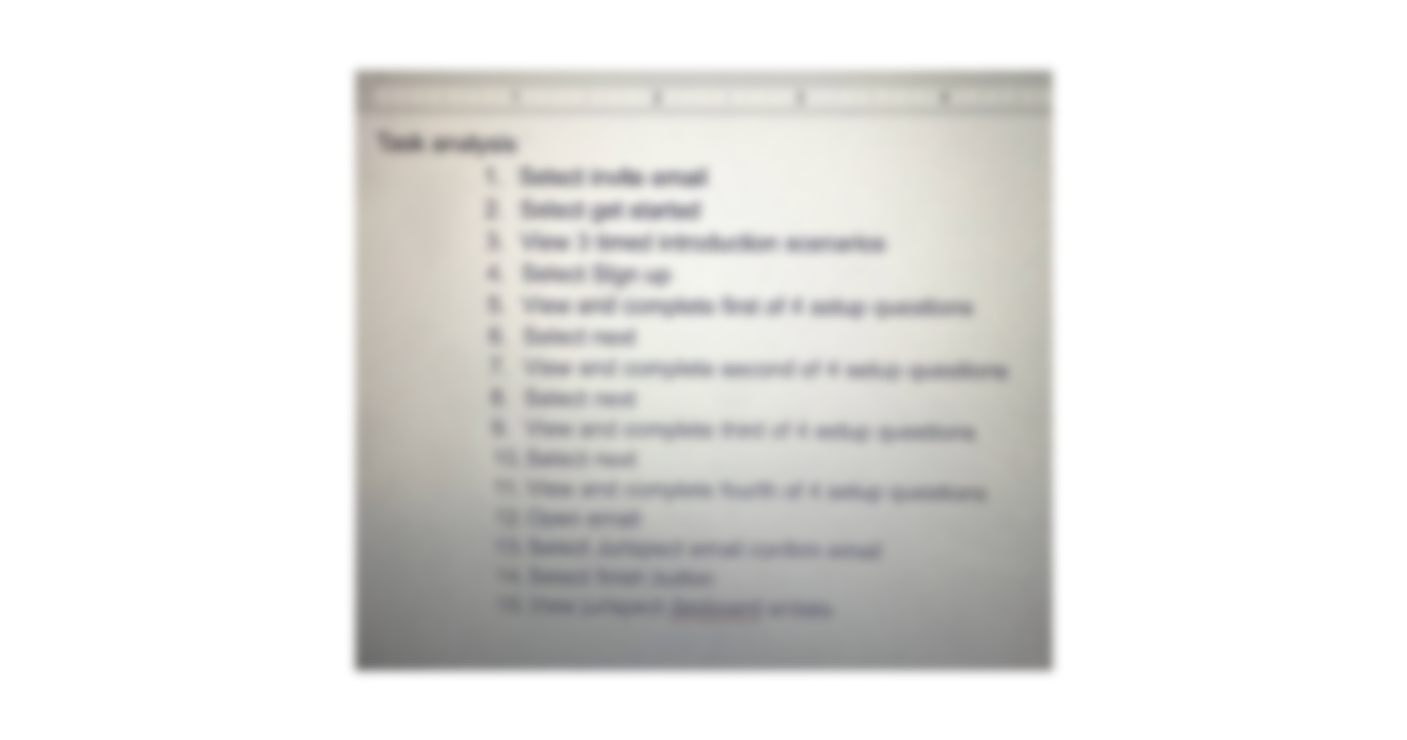 Task analysis
1. Select invite email
2. Select get started
3. View 3 timed introduction scenarios
4. Select Sign up
5. View and complete first of 4 setup questions
6. Select next
7. View and complete second of 4 setup questions
8. Select next
9. View and complete third of 4 setup questions
10. Select next
11. View and complete fourth of 4 setup questions
12. Open email
13. Select email confirm email
14. Select finish button
15. View